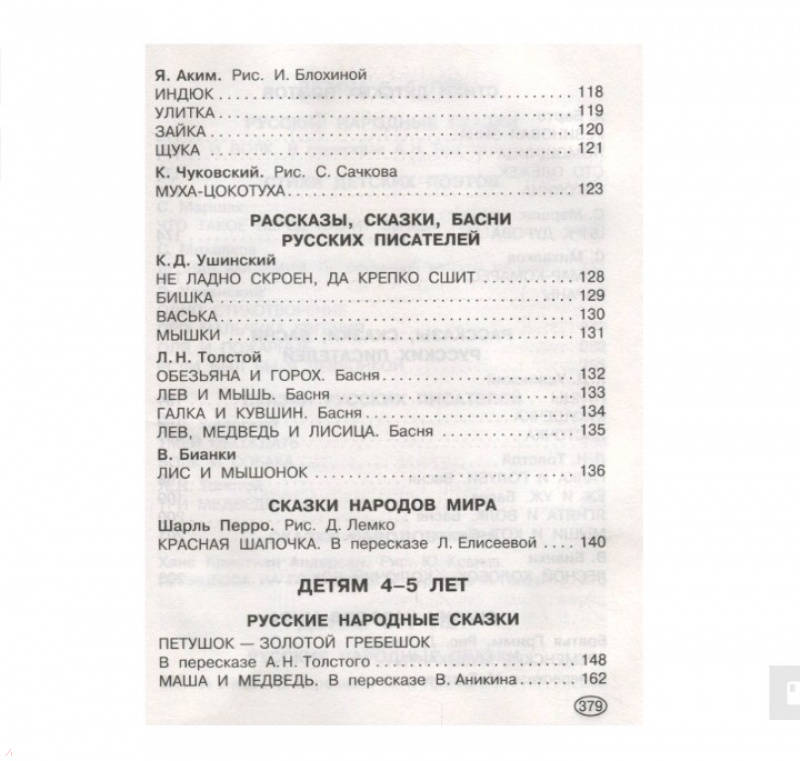 Я. Аким. Рис. И. Блохиной
ИНДЮК 118
УЛИТКА 119
ЗАЙКА 120
ЩУКА 121
К. Чуковский. Рис. С. Сачкова
МУХА-ЦОКОТУХА 123
РАССКАЗЫ, СКАЗКИ, БАСНИ
РУССКИХ ПИСАТЕЛЕЙ
К. Д. Ушинский
НЕ ЛАДНО СКРОЕН, ДА КРЕПКО СШИТ 128
БИШКА 129
ВАСЬКА 130
МЫШКИ 131
Л. Н. Толстой
ОБЕЗЬЯНА И ГОРОХ. Басня 132
ЛЕВ И МЫШЬ. Басня 133
ГАЛКА И КУВШИН. Басня 134
ЛЕВ, МЕДВЕДЬ И ЛИСИЦА. Басня 135
В. Бианки
ЛИС И МЫШОНОК 136
СКАЗКИ НАРОДОВ МИРА
Шарль Перро. Рис. Д. Лемко
КРАСНАЯ ШАПОЧКА. В пересказе Л. Елисеевой 140
ДЕТЯМ 4–5 ЛЕТ
РУССКИЕ НАРОДНЫЕ СКАЗКИ
ПЕТУШОК — ЗОЛОТОЙ ГРЕБЕШОК
В пересказе А. Н. Толстого 148
МАША И МЕДВЕДЬ. В пересказе В. Аникина 162
379